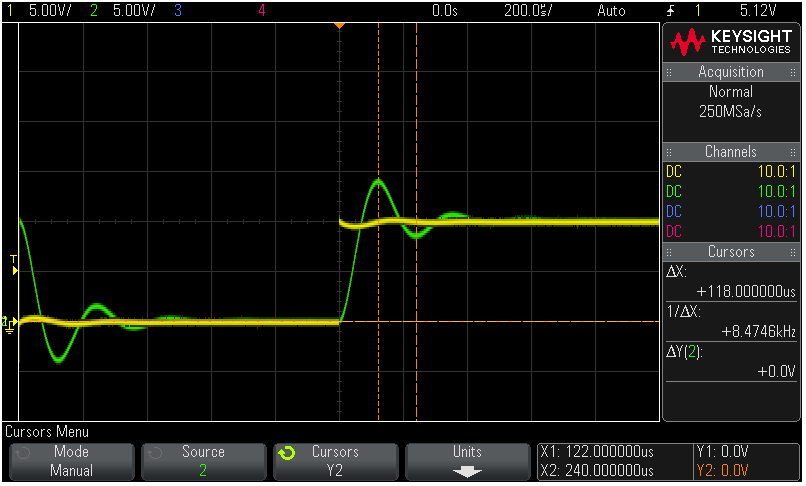 1 5.00V/ 2 5.00V/ 3 4 0.0s 200.0us/ Auto 1 5.12V
KEYSIGHT
TECHNOLOGIES
Acquisition
Normal
250MSa/s
Channels
DC 10.0:1
DC 10.0:1
DC 10.0:1
DC 10.0:1
Cursors
ΔX:
+118.000000us
1/ΔX:
+8.4746kHz
ΔY(2):
+0.0V
T
Cursors Menu
Mode
Manual
Source
2
Cursors
Y2
Units
X1: 122.000000us
X2: 240.000000us
Y1: 0.0V
Y2: 0.0V